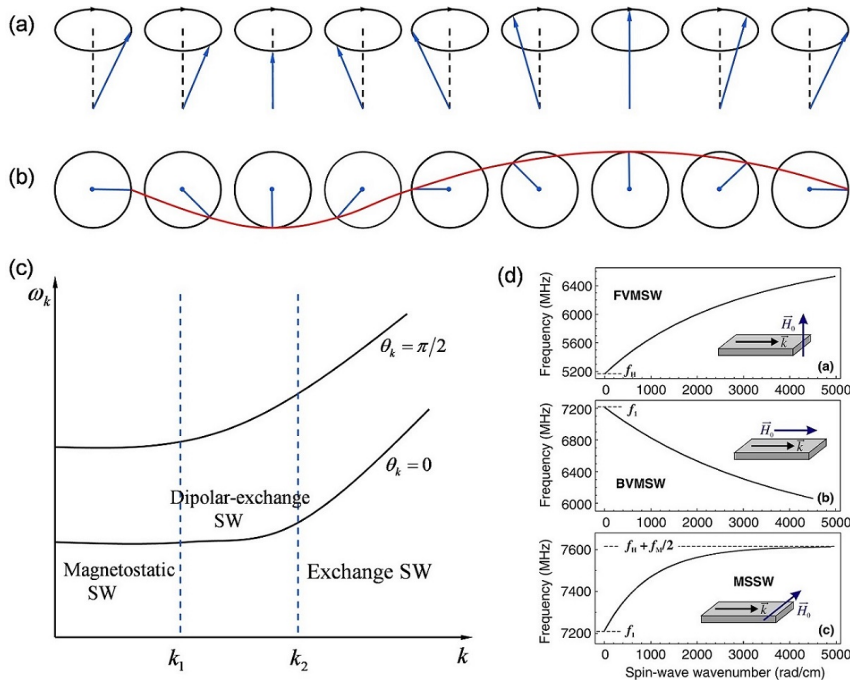 (a)
(b)
(c)
ω_k
θ_k = π/2
θ_k = 0
Dipolar-exchange
SW
Magnetostatic
SW
Exchange SW
k_1
k_2
k
(d)
Frequency (MHz)
6400
6000
5600
5200
FVMSW
H_0
k
f_H
(a)
0 1000 2000 3000 4000 5000
Frequency (MHz)
7200
6800
6400
6000
f_⊥
H_0
k
BVMSW
(b)
0 1000 2000 3000 4000 5000
Frequency (MHz)
7600
7400
7200
f_H + f_M/2
MSSW
k
H_0
f_⊥
(c)
0 1000 2000 3000 4000 5000
Spin-wave wavenumber (rad/cm)